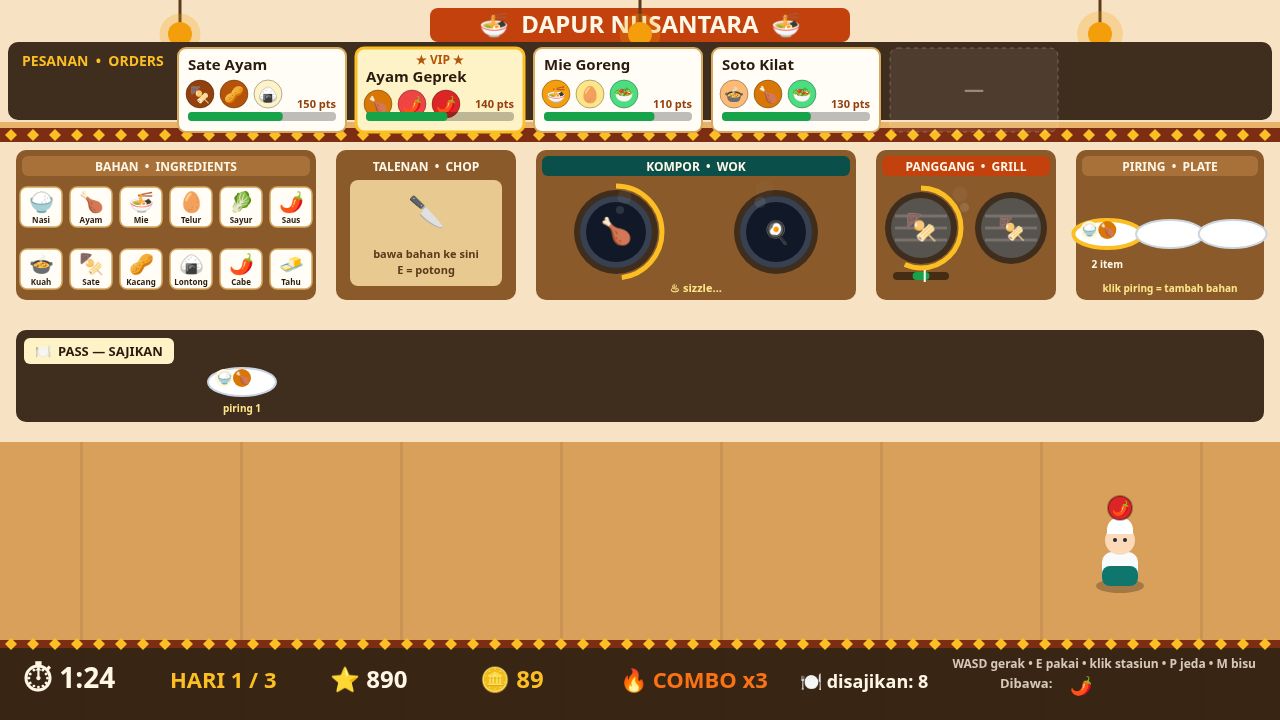 DAPUR NUSANTARA
PESANAN • ORDERS
Sate Ayam
150 pts
★ VIP ★
Ayam Geprek
140 pts
Mie Goreng
110 pts
Soto Kilat
130 pts
—
BAHAN • INGREDIENTS
Nasi
Ayam
Mie
Telur
Sayur
Saus
Kuah
Sate
Kacang
Lontong
Cabe
Tahu
TALENAN • CHOP
bawa bahan ke sini
E = potong
KOMPOR • WOK
♨ sizzle...
PANGGANG • GRILL
PIRING • PLATE
2 item
klik piring = tambah bahan
PASS — SAJIKAN
piring 1
1:24
HARI 1 / 3
890
89
COMBO x3
disajikan: 8
WASD gerak • E pakai • klik stasiun • P jeda • M bisu
Dibawa: